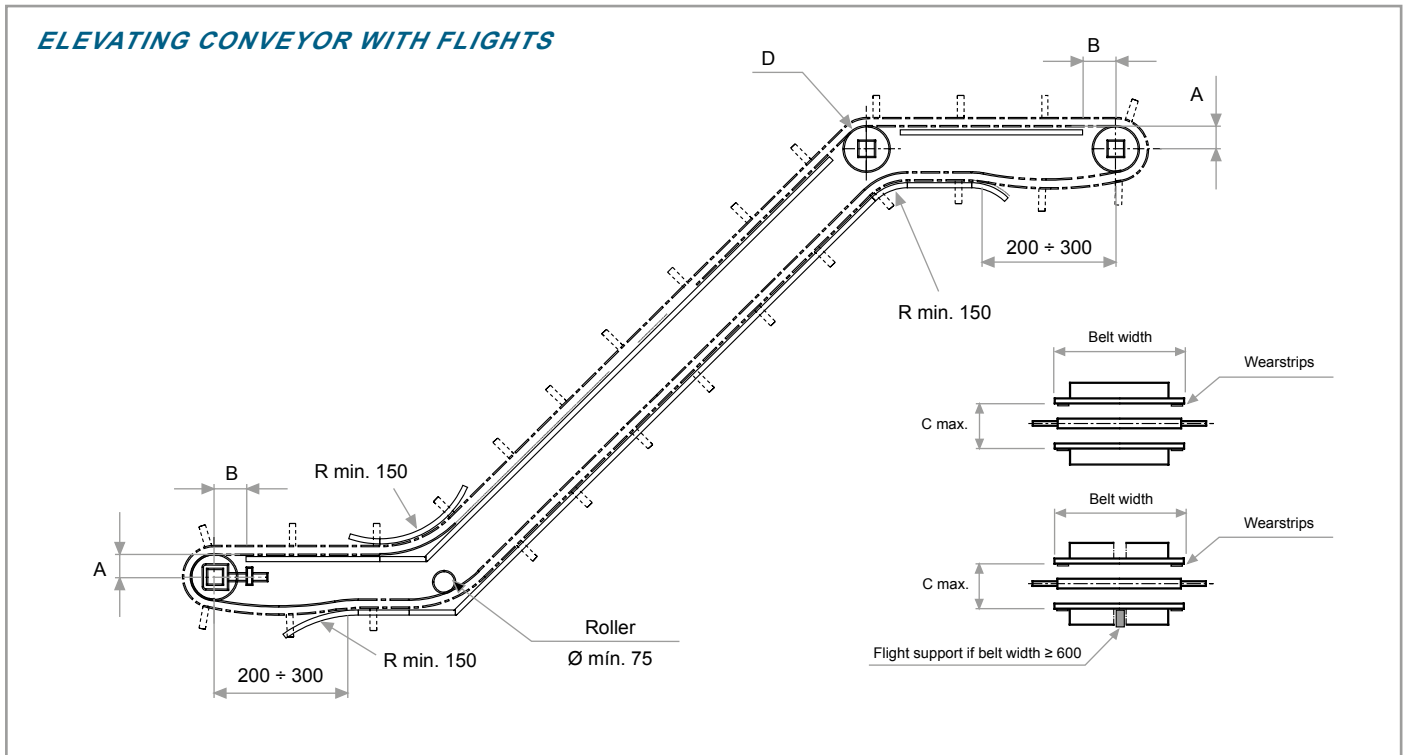 ELEVATING CONVEYOR WITH FLIGHTS
D
B
A
200 ÷ 300
R min. 150
Belt width
Wearstrips
C max.
B
R min. 150
A
Belt width
Wearstrips
C max.
Roller
Ø mín. 75
R min. 150
200 ÷ 300
Flight support if belt width ≥ 600